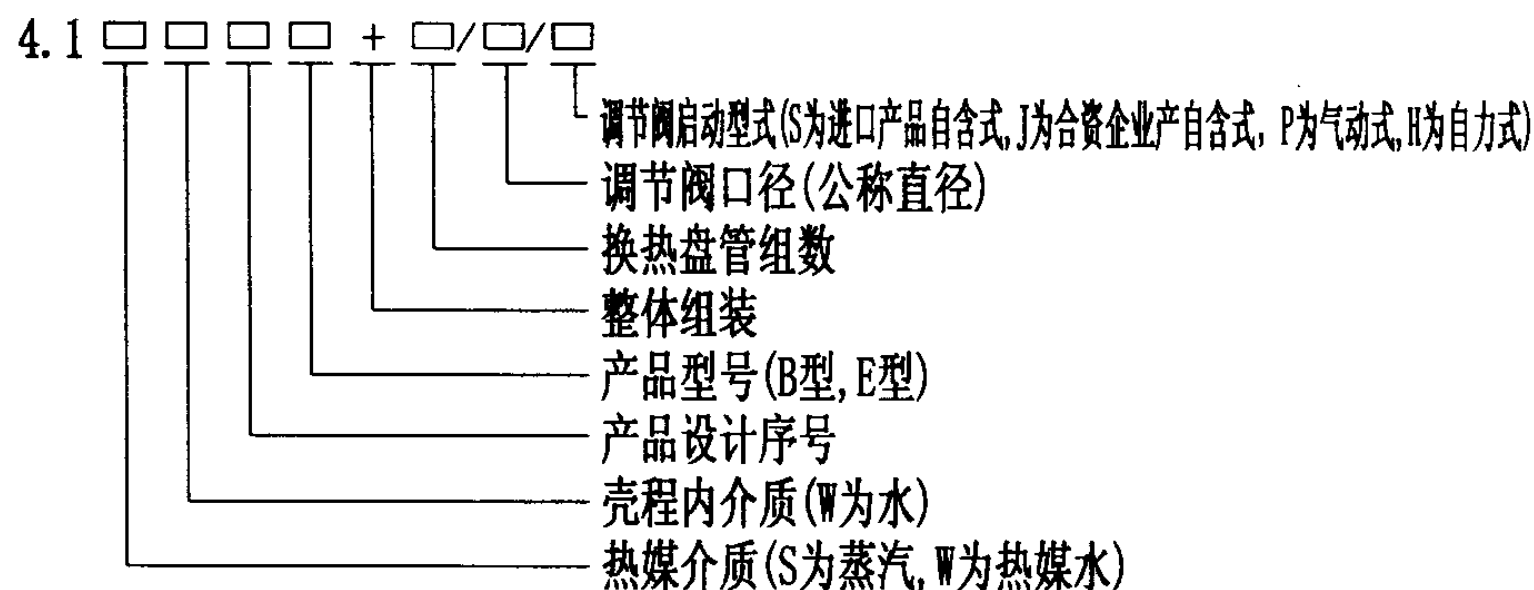 4.1 □ □ □ □ + □/□/□
调节阀启动型式(S为进口产品自含式,J为合资企业产自含式, P为气动式,H为自力式)
调节阀口径(公称直径)
换热盘管组数
整体组装
产品型号(B型,E型)
产品设计序号
壳程内介质(W为水)
热媒介质(S为蒸汽,W为热媒水)